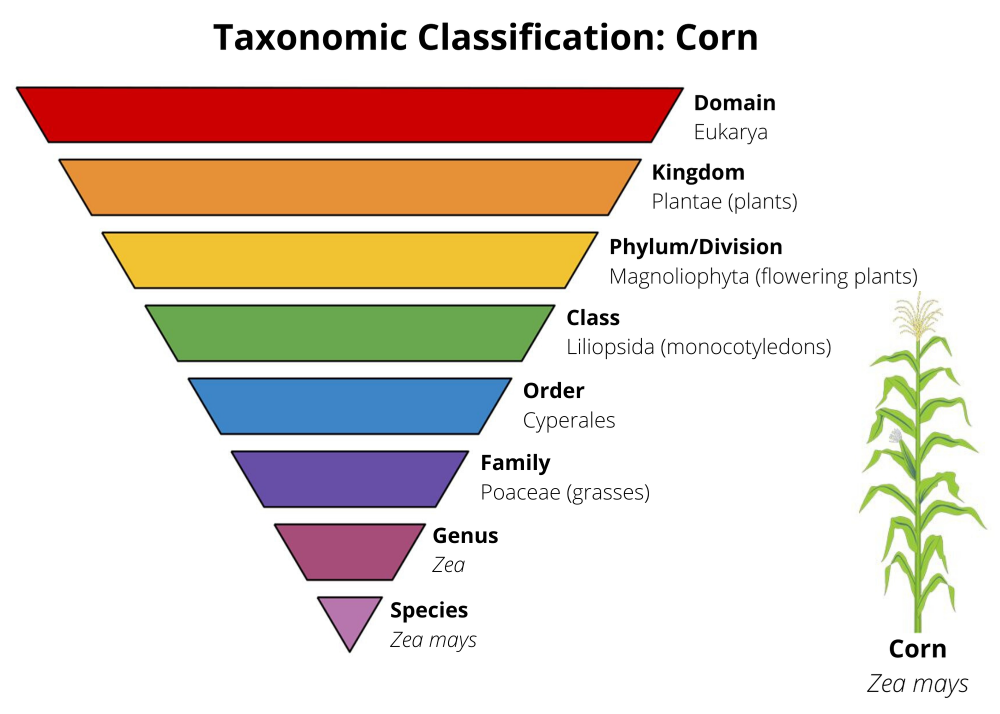 Taxonomic Classification: Corn
Domain
Eukarya
Kingdom
Plantae (plants)
Phylum/Division
Magnoliophyta (flowering plants)
Class
Liliopsida (monocotyledons)
Order
Cyperales
Family
Poaceae (grasses)
Genus
Zea
Species
Zea mays
Corn
Zea mays